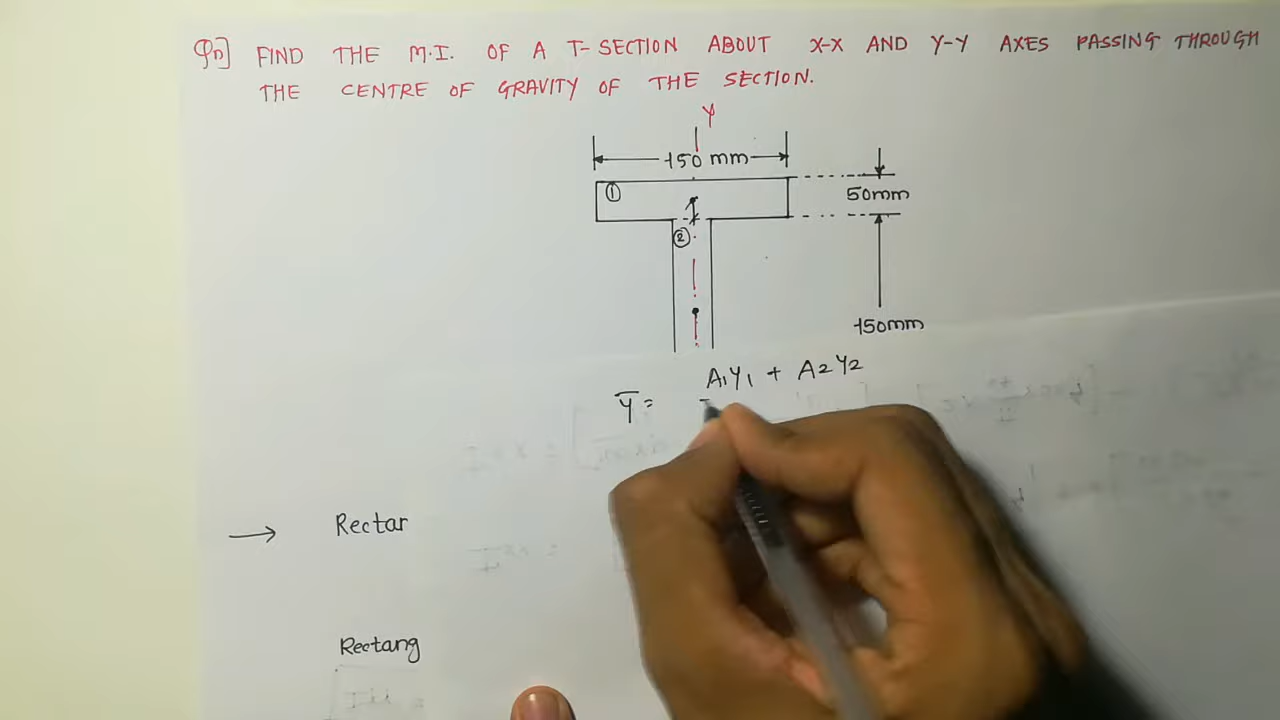 Qn] FIND THE M.I. OF A T-SECTION ABOUT X-X AND Y-Y AXES PASSING THROUGH
THE CENTRE OF GRAVITY OF THE SECTION.
Y
150 mm
①
50mm
②
150mm
A1y1 + A2y2
ȳ =
→ Rectar
Rectang